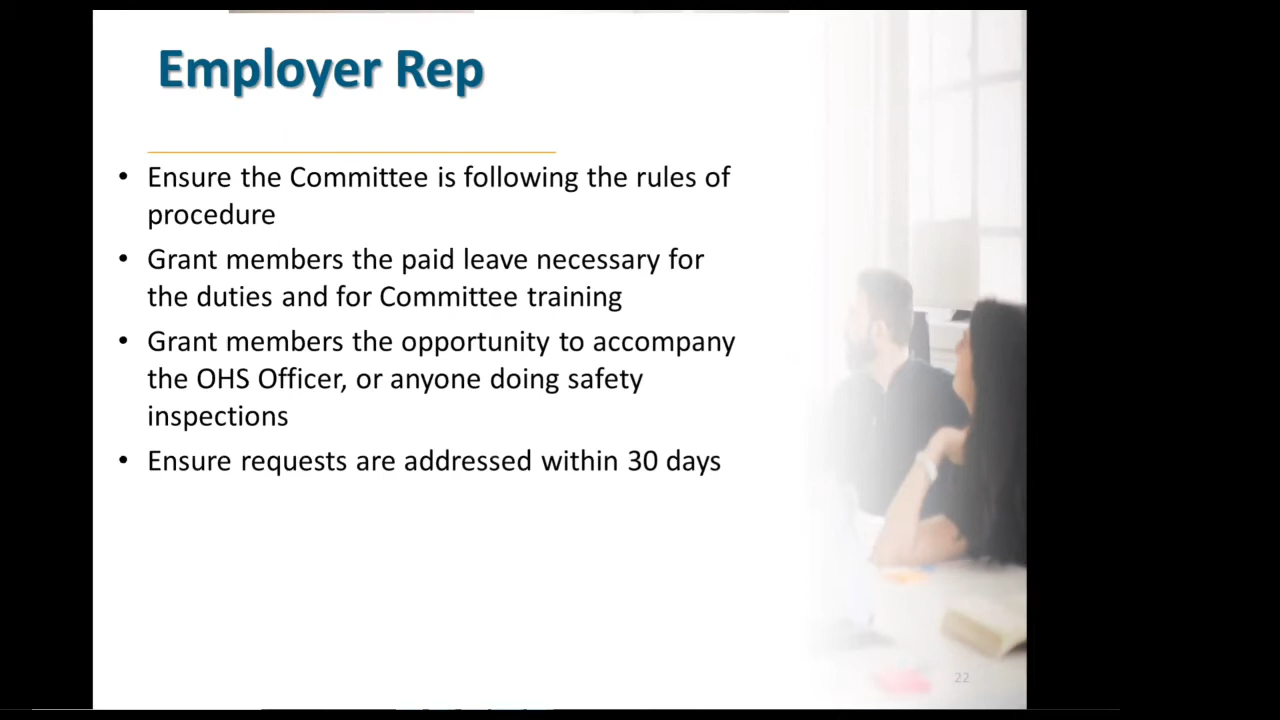 Employer Rep
• Ensure the Committee is following the rules of
procedure
• Grant members the paid leave necessary for
the duties and for Committee training
• Grant members the opportunity to accompany
the OHS Officer, or anyone doing safety
inspections
• Ensure requests are addressed within 30 days
22